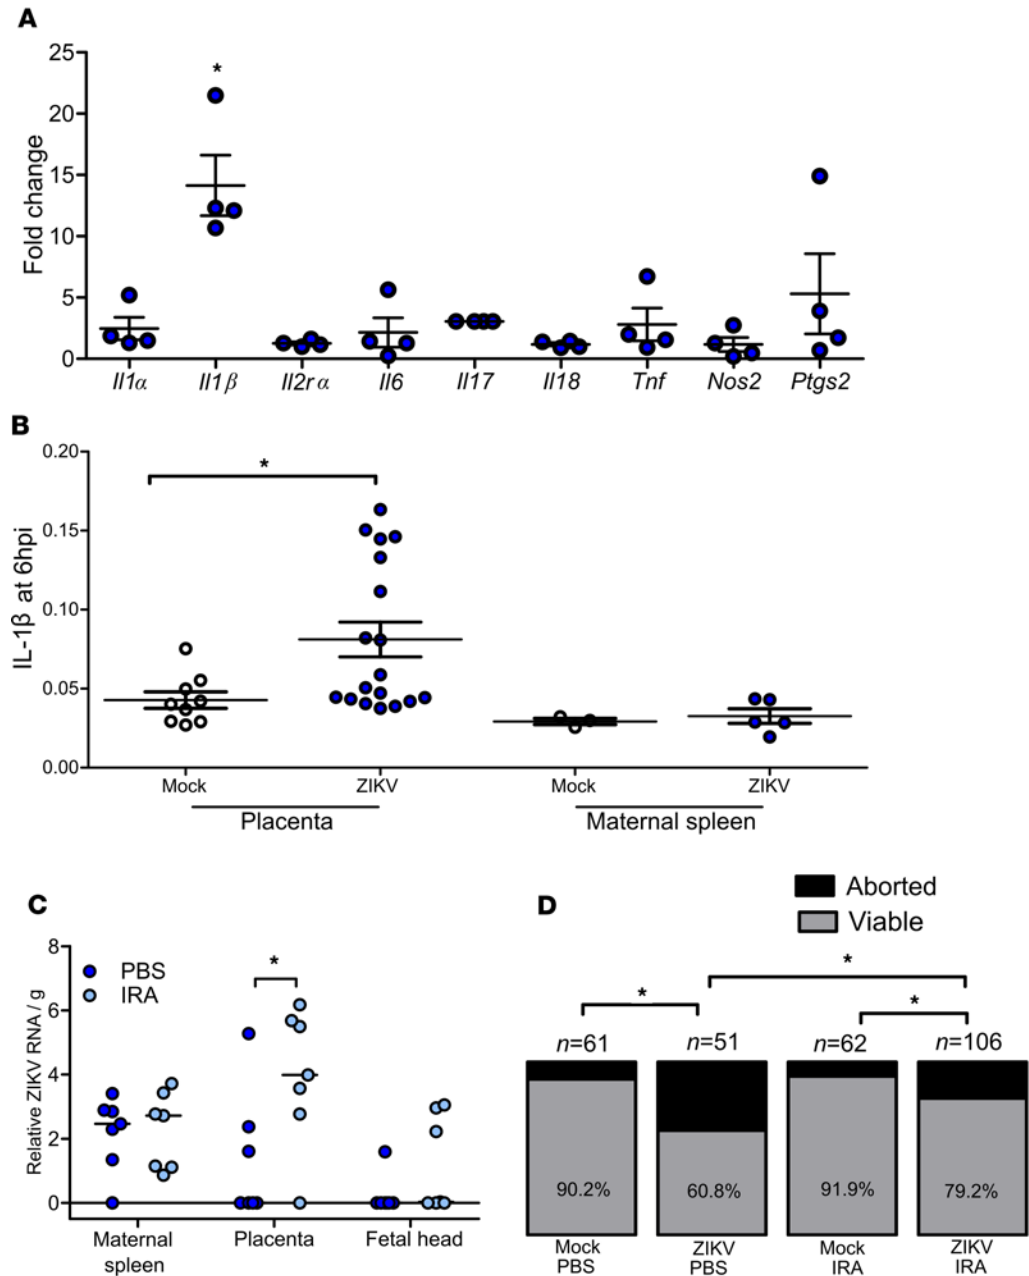 A
Fold change
25
20
15
10
5
0
*
Il1α Il1β Il2rα Il6 Il17 Il18 Tnf Nos2 Ptgs2
B
IL-1β at 6hpi
0.20
0.15
0.10
0.05
0.00
*
Mock ZIKV Mock ZIKV
Placenta Maternal spleen
C
Relative ZIKV RNA / g
8
6
4
2
0
PBS
IRA
*
Maternal spleen
Placenta
Fetal head
D
Aborted
Viable
*
* *
n=61 n=51 n=62 n=106
90.2% 60.8% 91.9% 79.2%
Mock ZIKV Mock ZIKV
PBS PBS IRA IRA